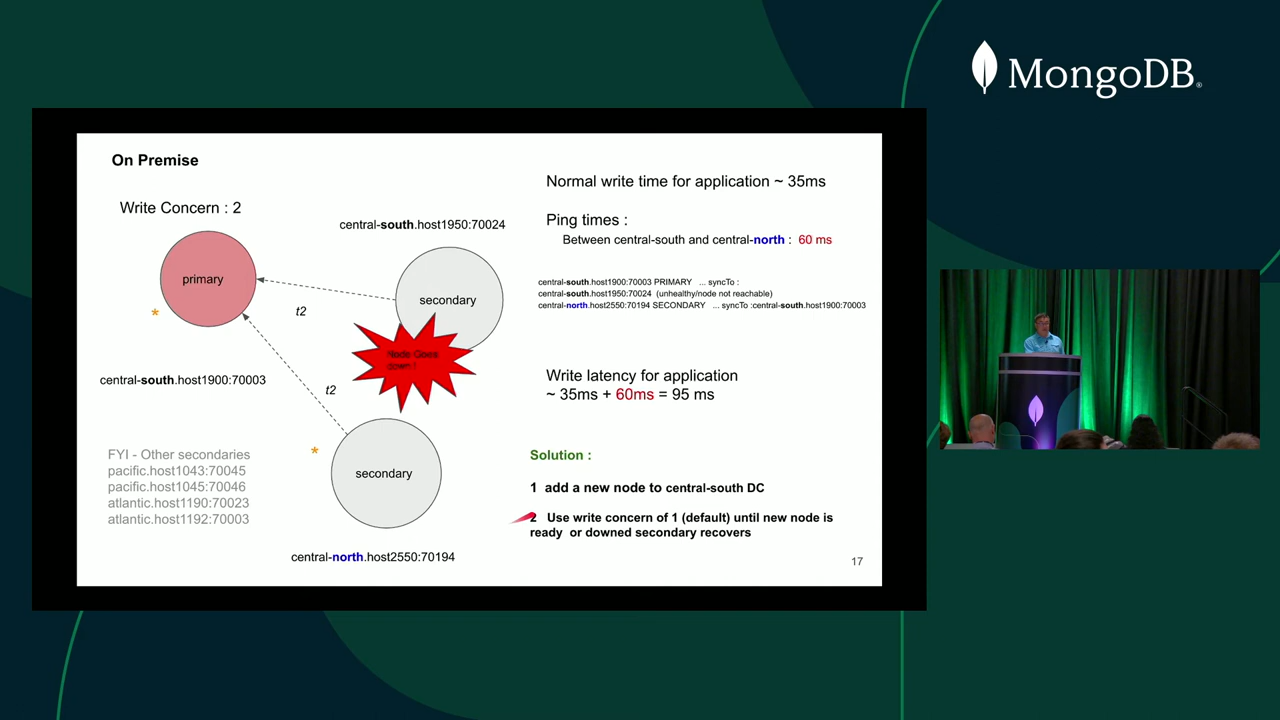 MongoDB®
On Premise
Write Concern : 2
central-south.host1950:70024
primary
secondary
t2
Node Goes
down !
*
central-south.host1900:70003
t2
*
secondary
central-north.host2550:70194
FYI - Other secondaries
pacific.host1043:70045
pacific.host1045:70046
atlantic.host1190:70023
atlantic.host1192:70003
Normal write time for application ~ 35ms
Ping times :
Between central-south and central-north : 60 ms
central-south.host1900:70003 PRIMARY ... syncTo :
central-south.host1950:70024 (unhealthy/node not reachable)
central-north.host2550:70194 SECONDARY ... syncTo :central-south.host1900:70003
Write latency for application
~ 35ms + 60ms = 95 ms
Solution :
1 add a new node to central-south DC
2 Use write concern of 1 (default) until new node is
ready or downed secondary recovers
17